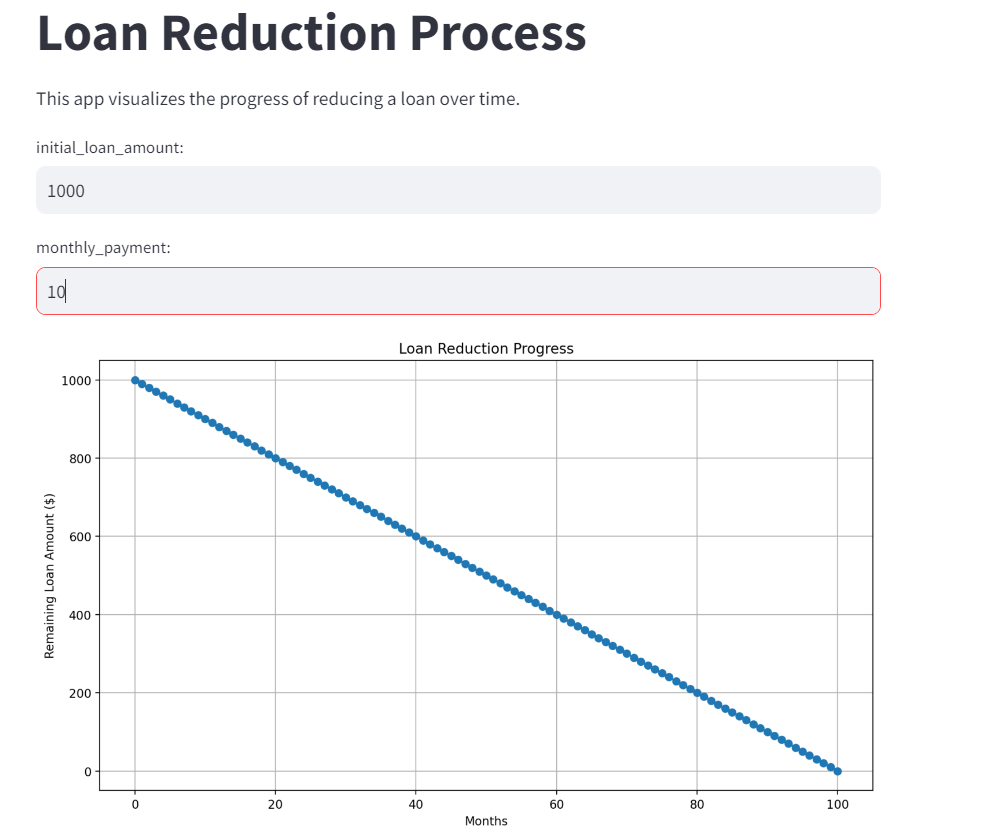 Loan Reduction Process
This app visualizes the progress of reducing a loan over time.
initial_loan_amount:
1000
monthly_payment:
10
Loan Reduction Progress
1000
800
600
400
200
0
Remaining Loan Amount ($)
0 20 40 60 80 100
Months